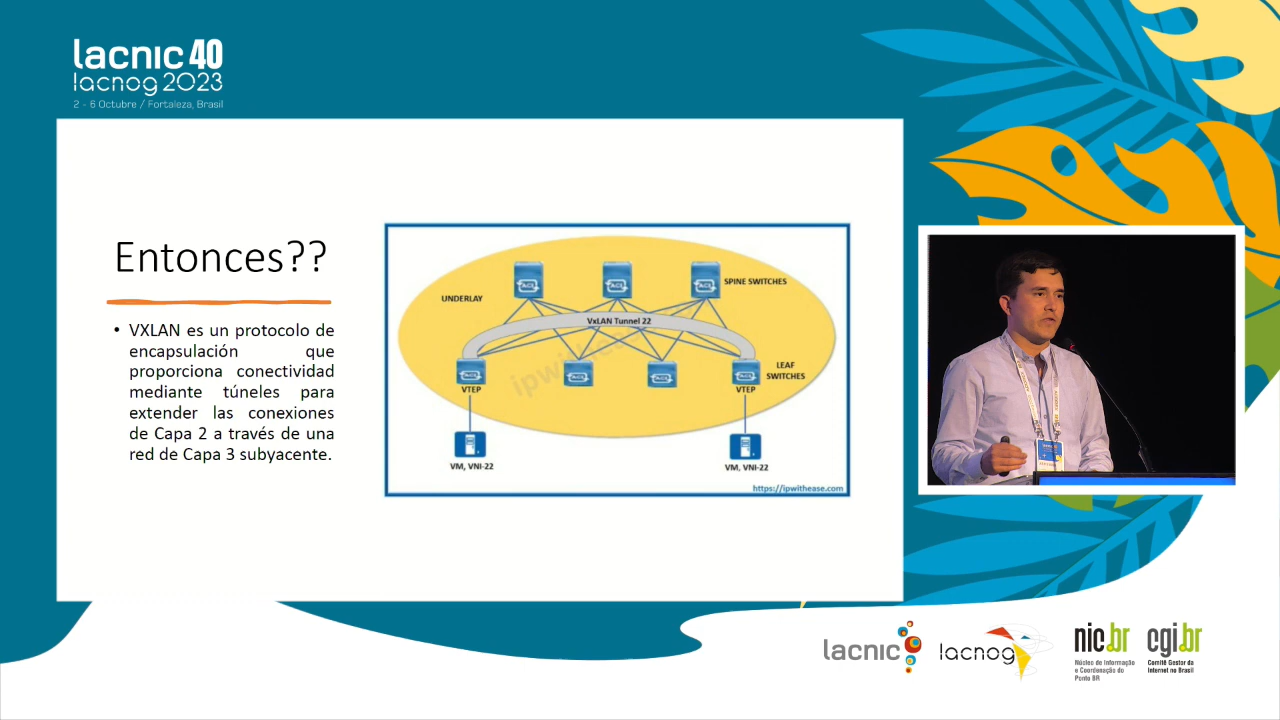 lacnic 40
lacnog 2023
2 - 6 Octubre / Fortaleza, Brasil
Entonces??
• VXLAN es un protocolo de
encapsulación que
proporciona conectividad
mediante túneles para
extender las conexiones
de Capa 2 a través de una
red de Capa 3 subyacente.
UNDERLAY
SPINE SWITCHES
VxLAN Tunnel 22
ipwithease
LEAF
SWITCHES
VTEP
VTEP
VM, VNI-22
VM, VNI-22
https://ipwithease.com
lacnic
lacnog
nic.br
Núcleo de Informação
e Coordenação do
Ponto BR
cgi.br
Comitê Gestor da
Internet no Brasil